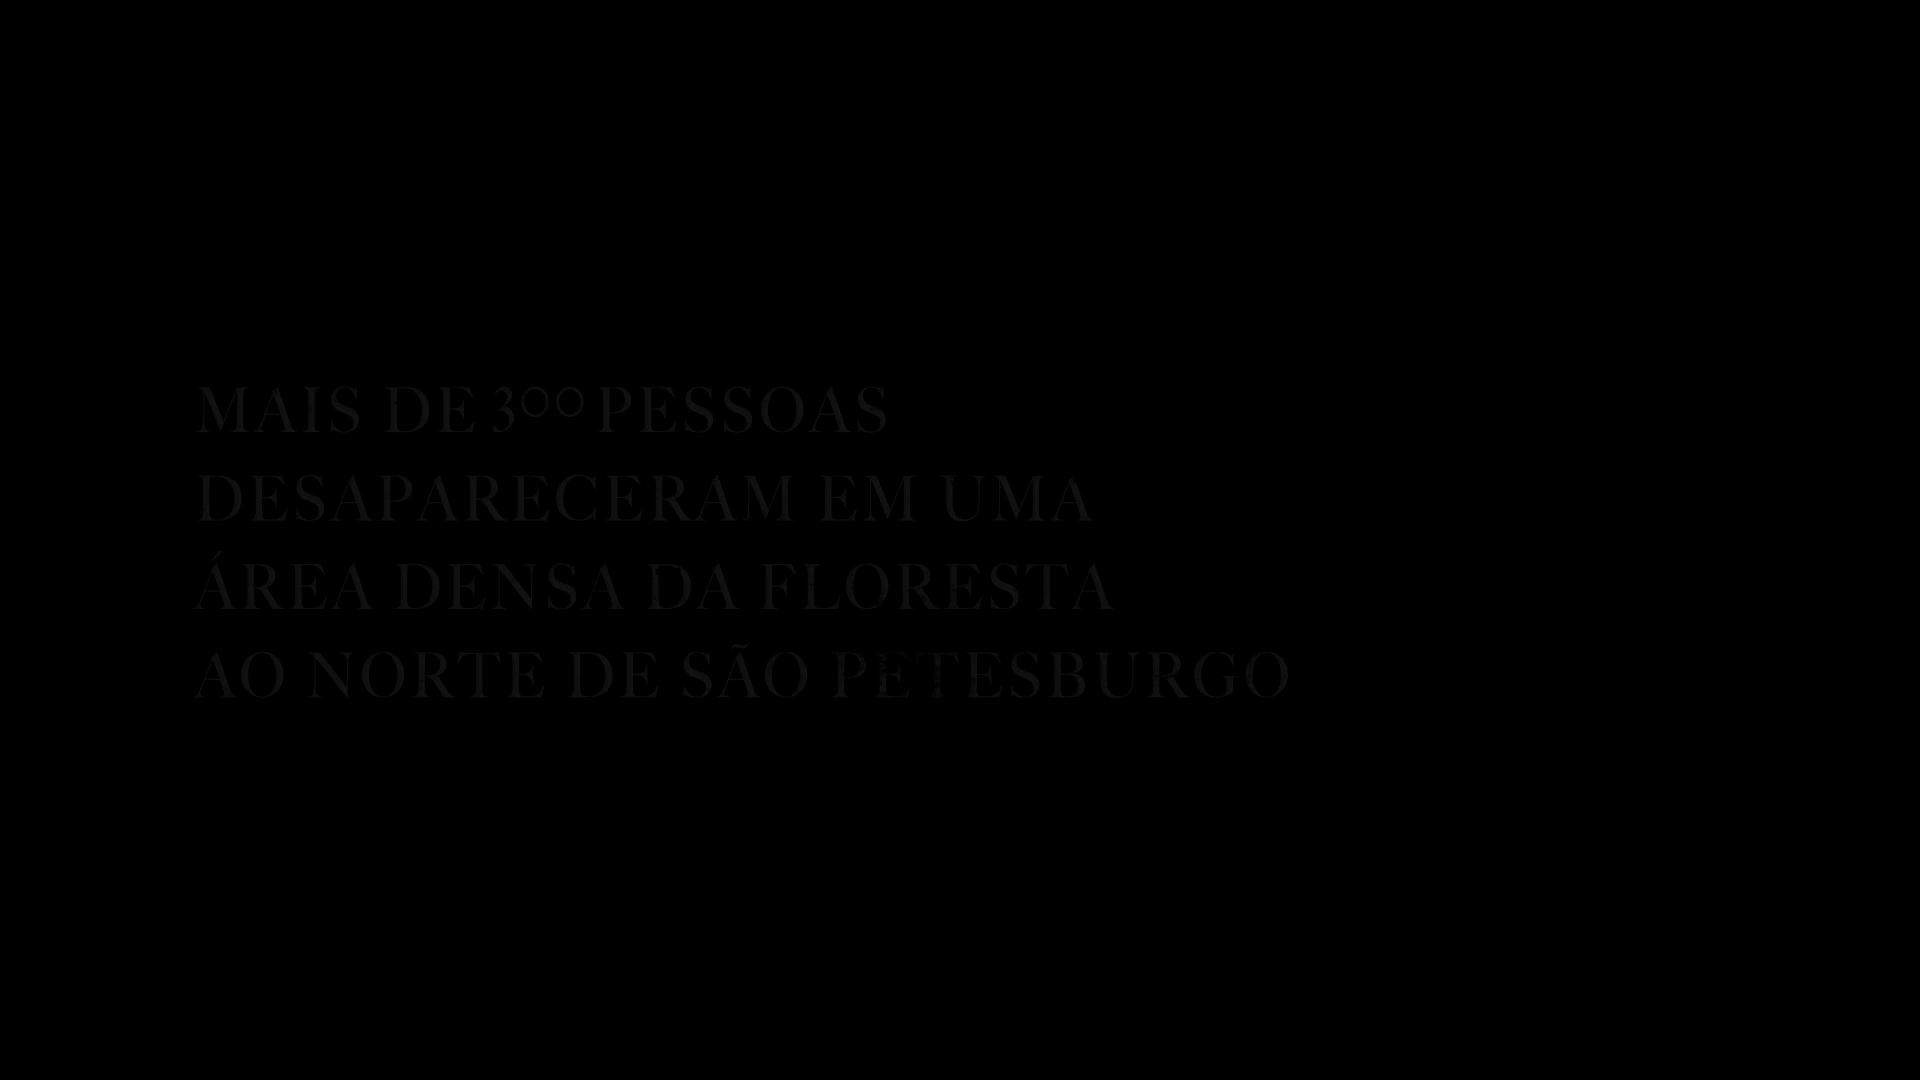 MAIS DE 300 PESSOAS
DESAPARECERAM EM UMA
ÁREA DENSA DA FLORESTA
AO NORTE DE SÃO PETESBURGO